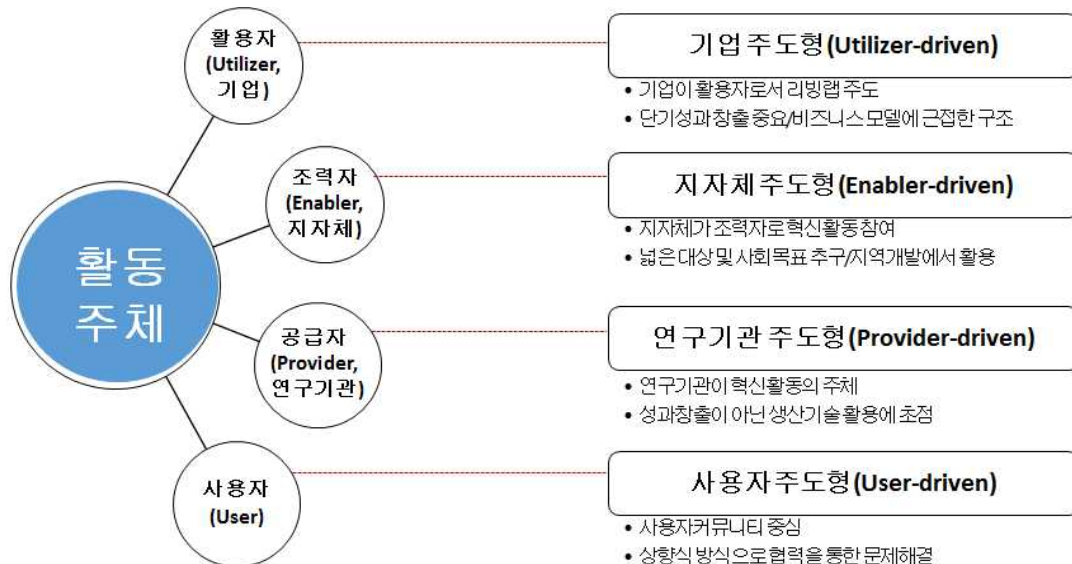 활용자
(Utilizer,
기업)
기업 주도형(Utilizer-driven)
• 기업이 활용자로서 리빙랩 주도
• 단기성과 창출 중요/비즈니스 모델에 근접한 구조
조력자
(Enabler,
지자체)
지자체 주도형(Enabler-driven)
• 지자체가 조력자로 혁신활동 참여
• 넓은 대상 및 사회목표 추구/지역개발에서 활용
활동
주체
공급자
(Provider,
연구기관)
연구기관 주도형(Provider-driven)
• 연구기관이 혁신활동의 주체
• 성과창출이 아닌 생산기술 활용에 초점
사용자
(User)
사용자 주도형(User-driven)
• 사용자커뮤니티 중심
• 상향식 방식으로 협력을 통한 문제해결